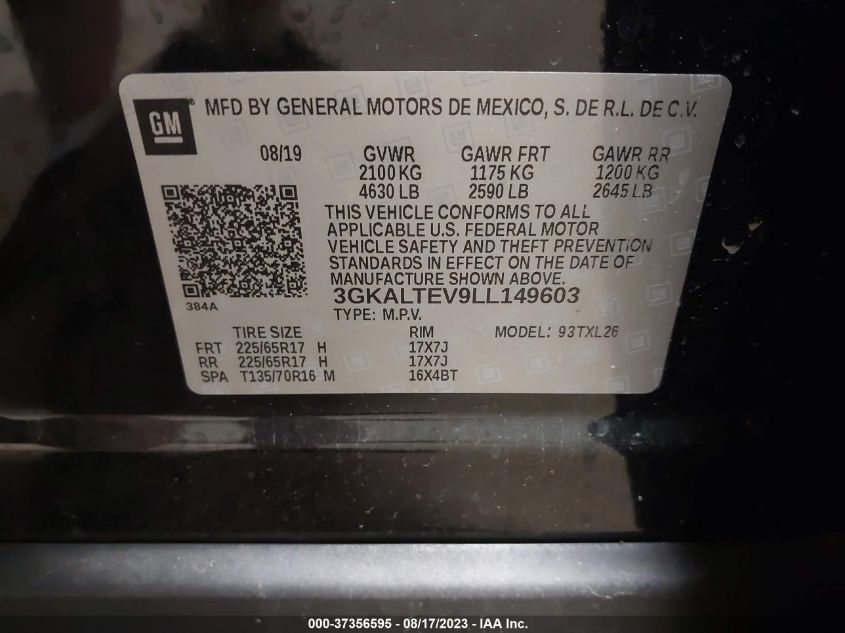 GM ® MFD BY GENERAL MOTORS DE MEXICO, S. DE R.L. DE C.V.
08/19 GVWR GAWR FRT GAWR RR
2100 KG 1175 KG 1200 KG
4630 LB 2590 LB 2645 LB
THIS VEHICLE CONFORMS TO ALL
APPLICABLE U.S. FEDERAL MOTOR
VEHICLE SAFETY AND THEFT PREVENTION
STANDARDS IN EFFECT ON THE DATE OF
MANUFACTURE SHOWN ABOVE.
384A
3GKALTEV9LL149603
TYPE: M.P.V.
TIRE SIZE RIM MODEL: 93TXL26
FRT 225/65R17 H 17X7J
RR 225/65R17 H 17X7J
SPA T135/70R16 M 16X4BT
000-37356595 - 08/17/2023 - IAA Inc.